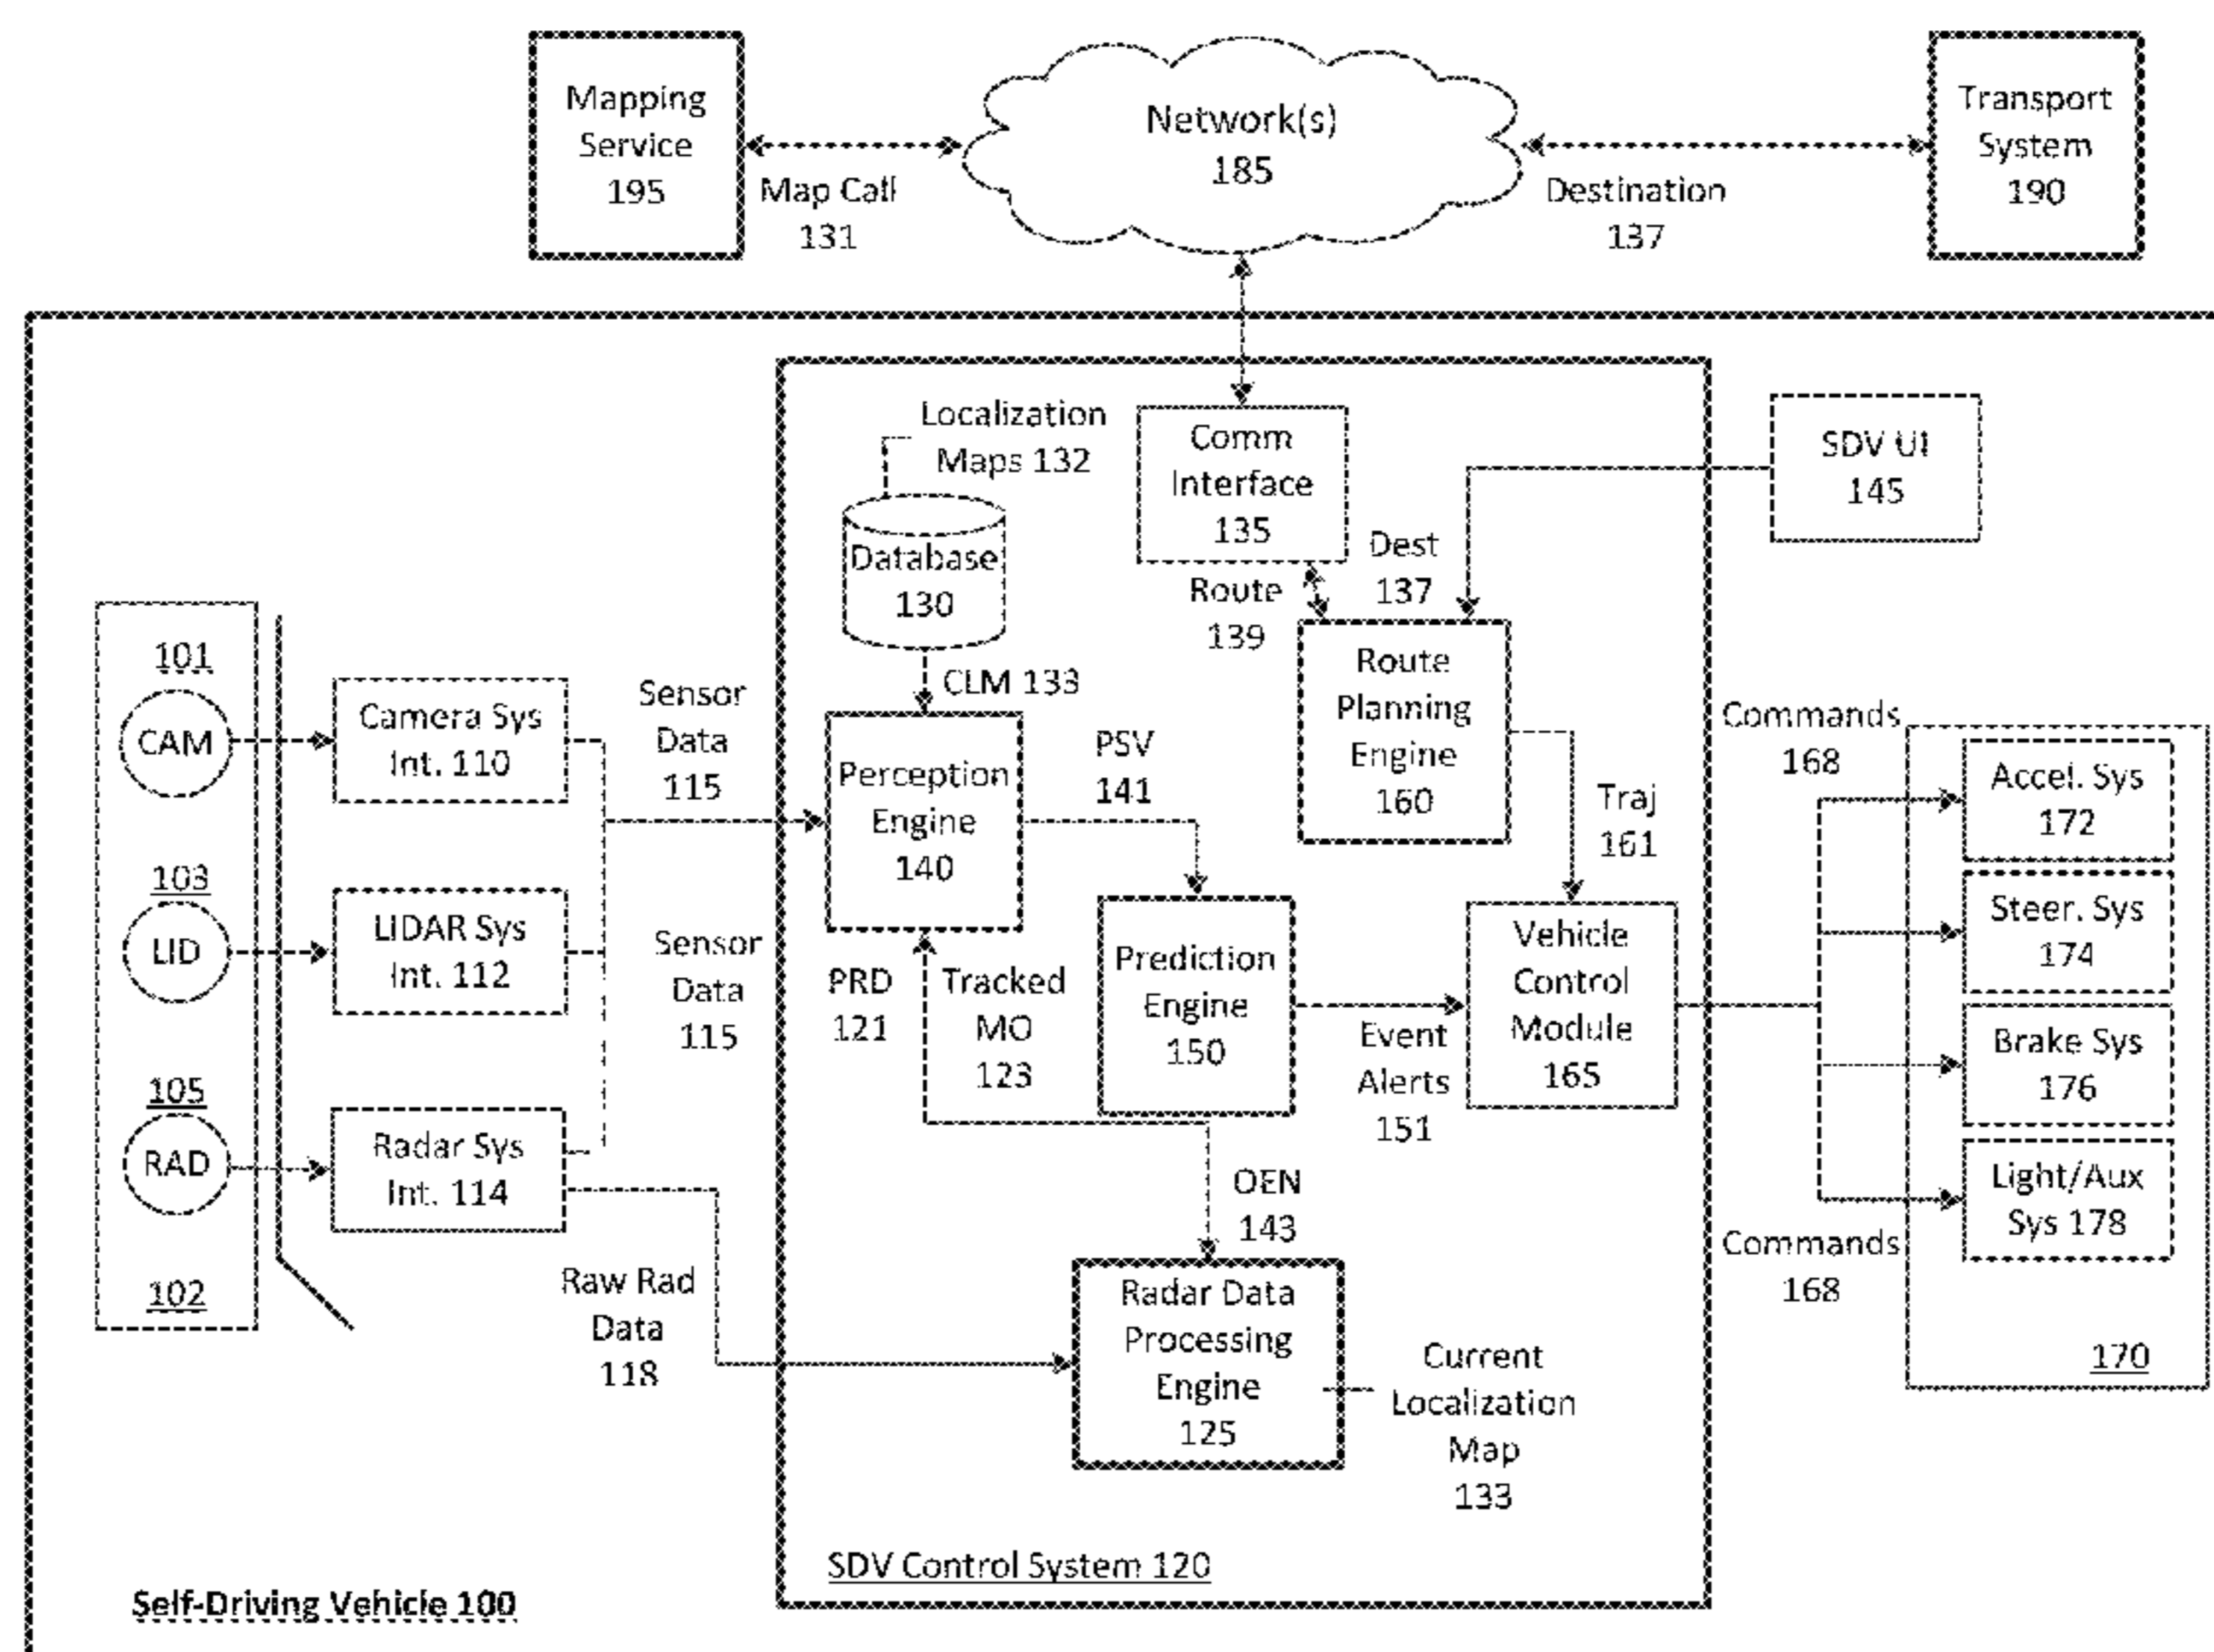 Mapping
Service
195
Map Call
131
Network(s)
185
Destination
137
Transport
System
190
Localization
Maps 132
Database
130
CLM 133
Comm
Interface
135
Route
139
Dest
137
SDV UI
145
101
CAM
103
LID
105
RAD
102
Camera Sys
Int. 110
LIDAR Sys
Int. 112
Radar Sys
Int. 114
Sensor
Data
115
Sensor
Data
115
Raw Rad
Data
118
Perception
Engine
140
PSV
141
PRD
121
Tracked
MO
123
Prediction
Engine
150
Route
Planning
Engine
160
Traj
161
Event
Alerts
151
Vehicle
Control
Module
165
OEN
143
Radar Data
Processing
Engine
125
Current
Localization
Map
133
Commands
168
Accel. Sys
172
Steer. Sys
174
Brake Sys
176
Light/Aux
Sys 178
Commands
168
170
SDV Control System 120
Self-Driving Vehicle 100